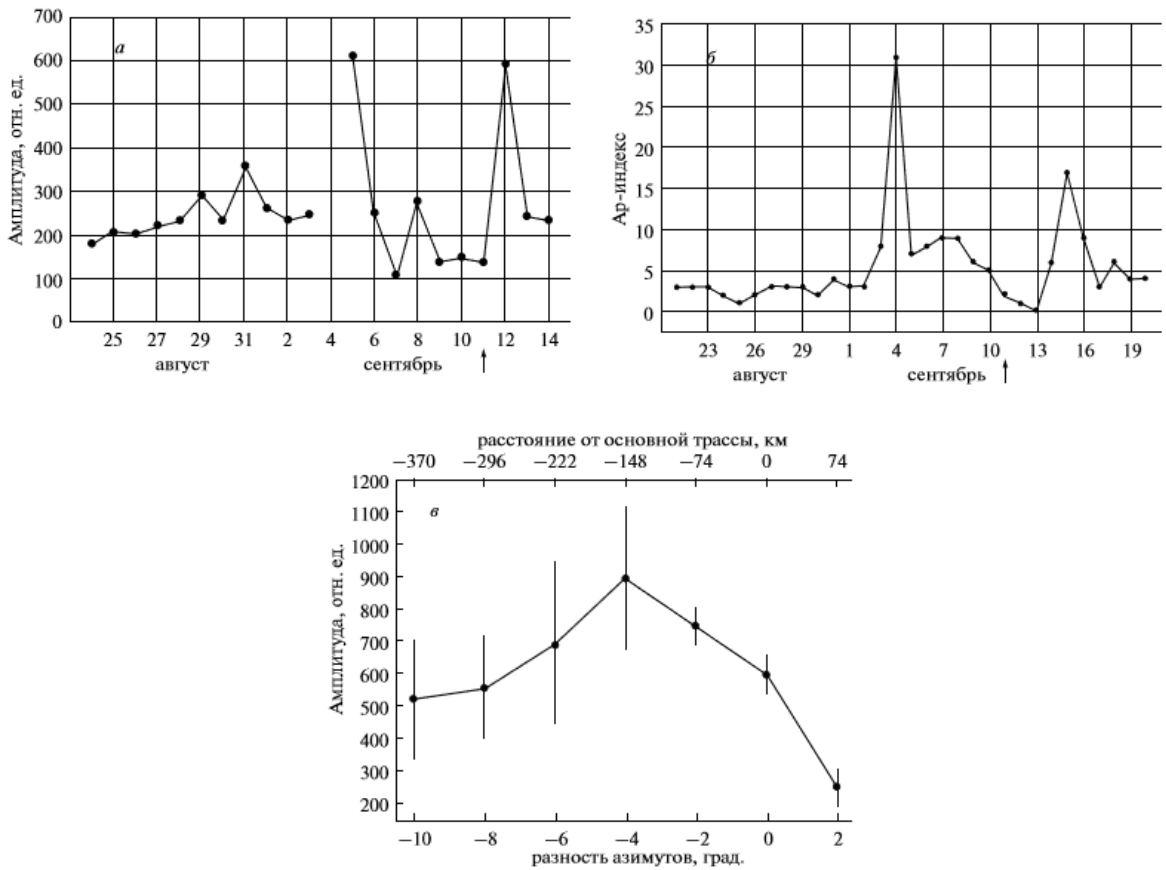 а
Амплитуда, отн. ед.
700
600
500
400
300
200
100
0
25 27 29 31 2 4 6 8 10 12 14
август сентябрь
б
Ар-индекс
35
30
25
20
15
10
5
0
23 26 29 1 4 7 10 13 16 19
август сентябрь
расстояние от основной трассы, км
−370 −296 −222 −148 −74 0 74
в
Амплитуда, отн. ед.
1200
1100
1000
900
800
700
600
500
400
300
200
−10 −8 −6 −4 −2 0 2
разность азимутов, град.